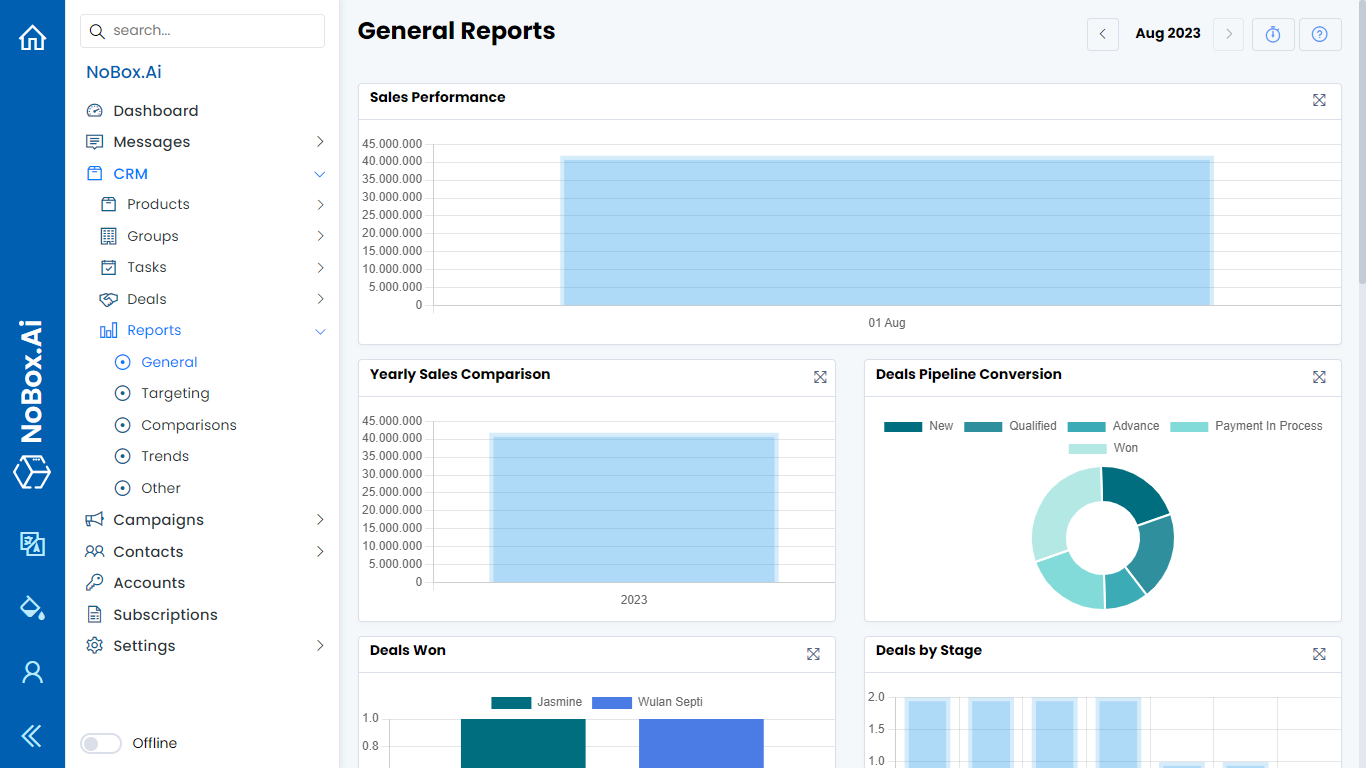 NoBox.Ai
search...
NoBox.Ai
Dashboard
Messages
CRM
Products
Groups
Tasks
Deals
Reports
General
Targeting
Comparisons
Trends
Other
Campaigns
Contacts
Accounts
Subscriptions
Settings
Offline
General Reports
Aug 2023
Sales Performance
45.000.000
40.000.000
35.000.000
30.000.000
25.000.000
20.000.000
15.000.000
10.000.000
5.000.000
0
01 Aug
Yearly Sales Comparison
45.000.000
40.000.000
35.000.000
30.000.000
25.000.000
20.000.000
15.000.000
10.000.000
5.000.000
0
2023
Deals Pipeline Conversion
New Qualified Advance Payment In Process
Won
Deals Won
Jasmine Wulan Septi
1.0
0.8
Deals by Stage
2.0
1.5
1.0